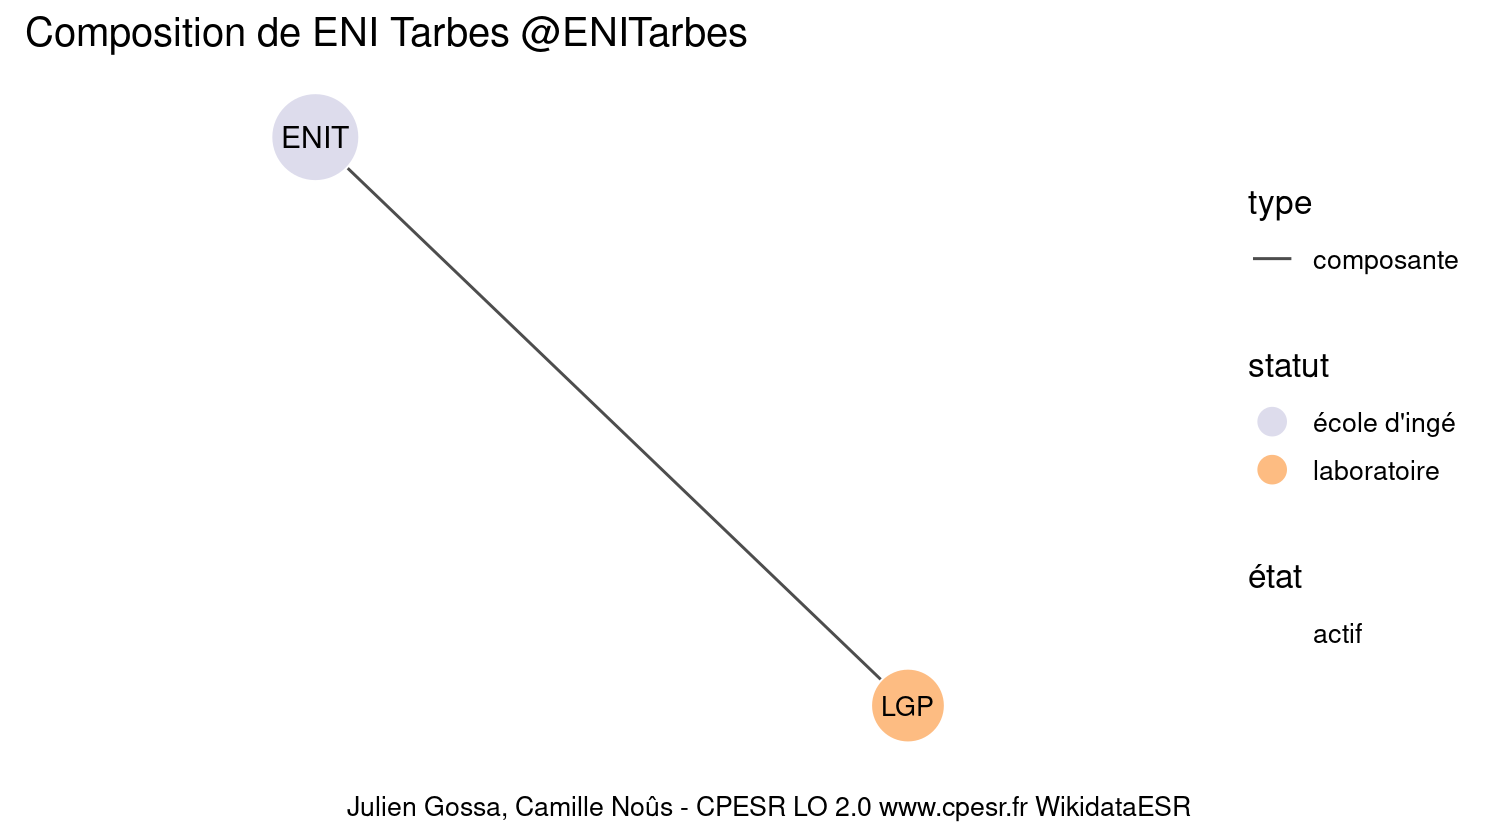 Composition de ENI Tarbes @ENITarbes
ENIT
LGP
type
composante
statut
école d'ingé
laboratoire
état
actif
Julien Gossa, Camille Noûs - CPESR LO 2.0 www.cpesr.fr WikidataESR